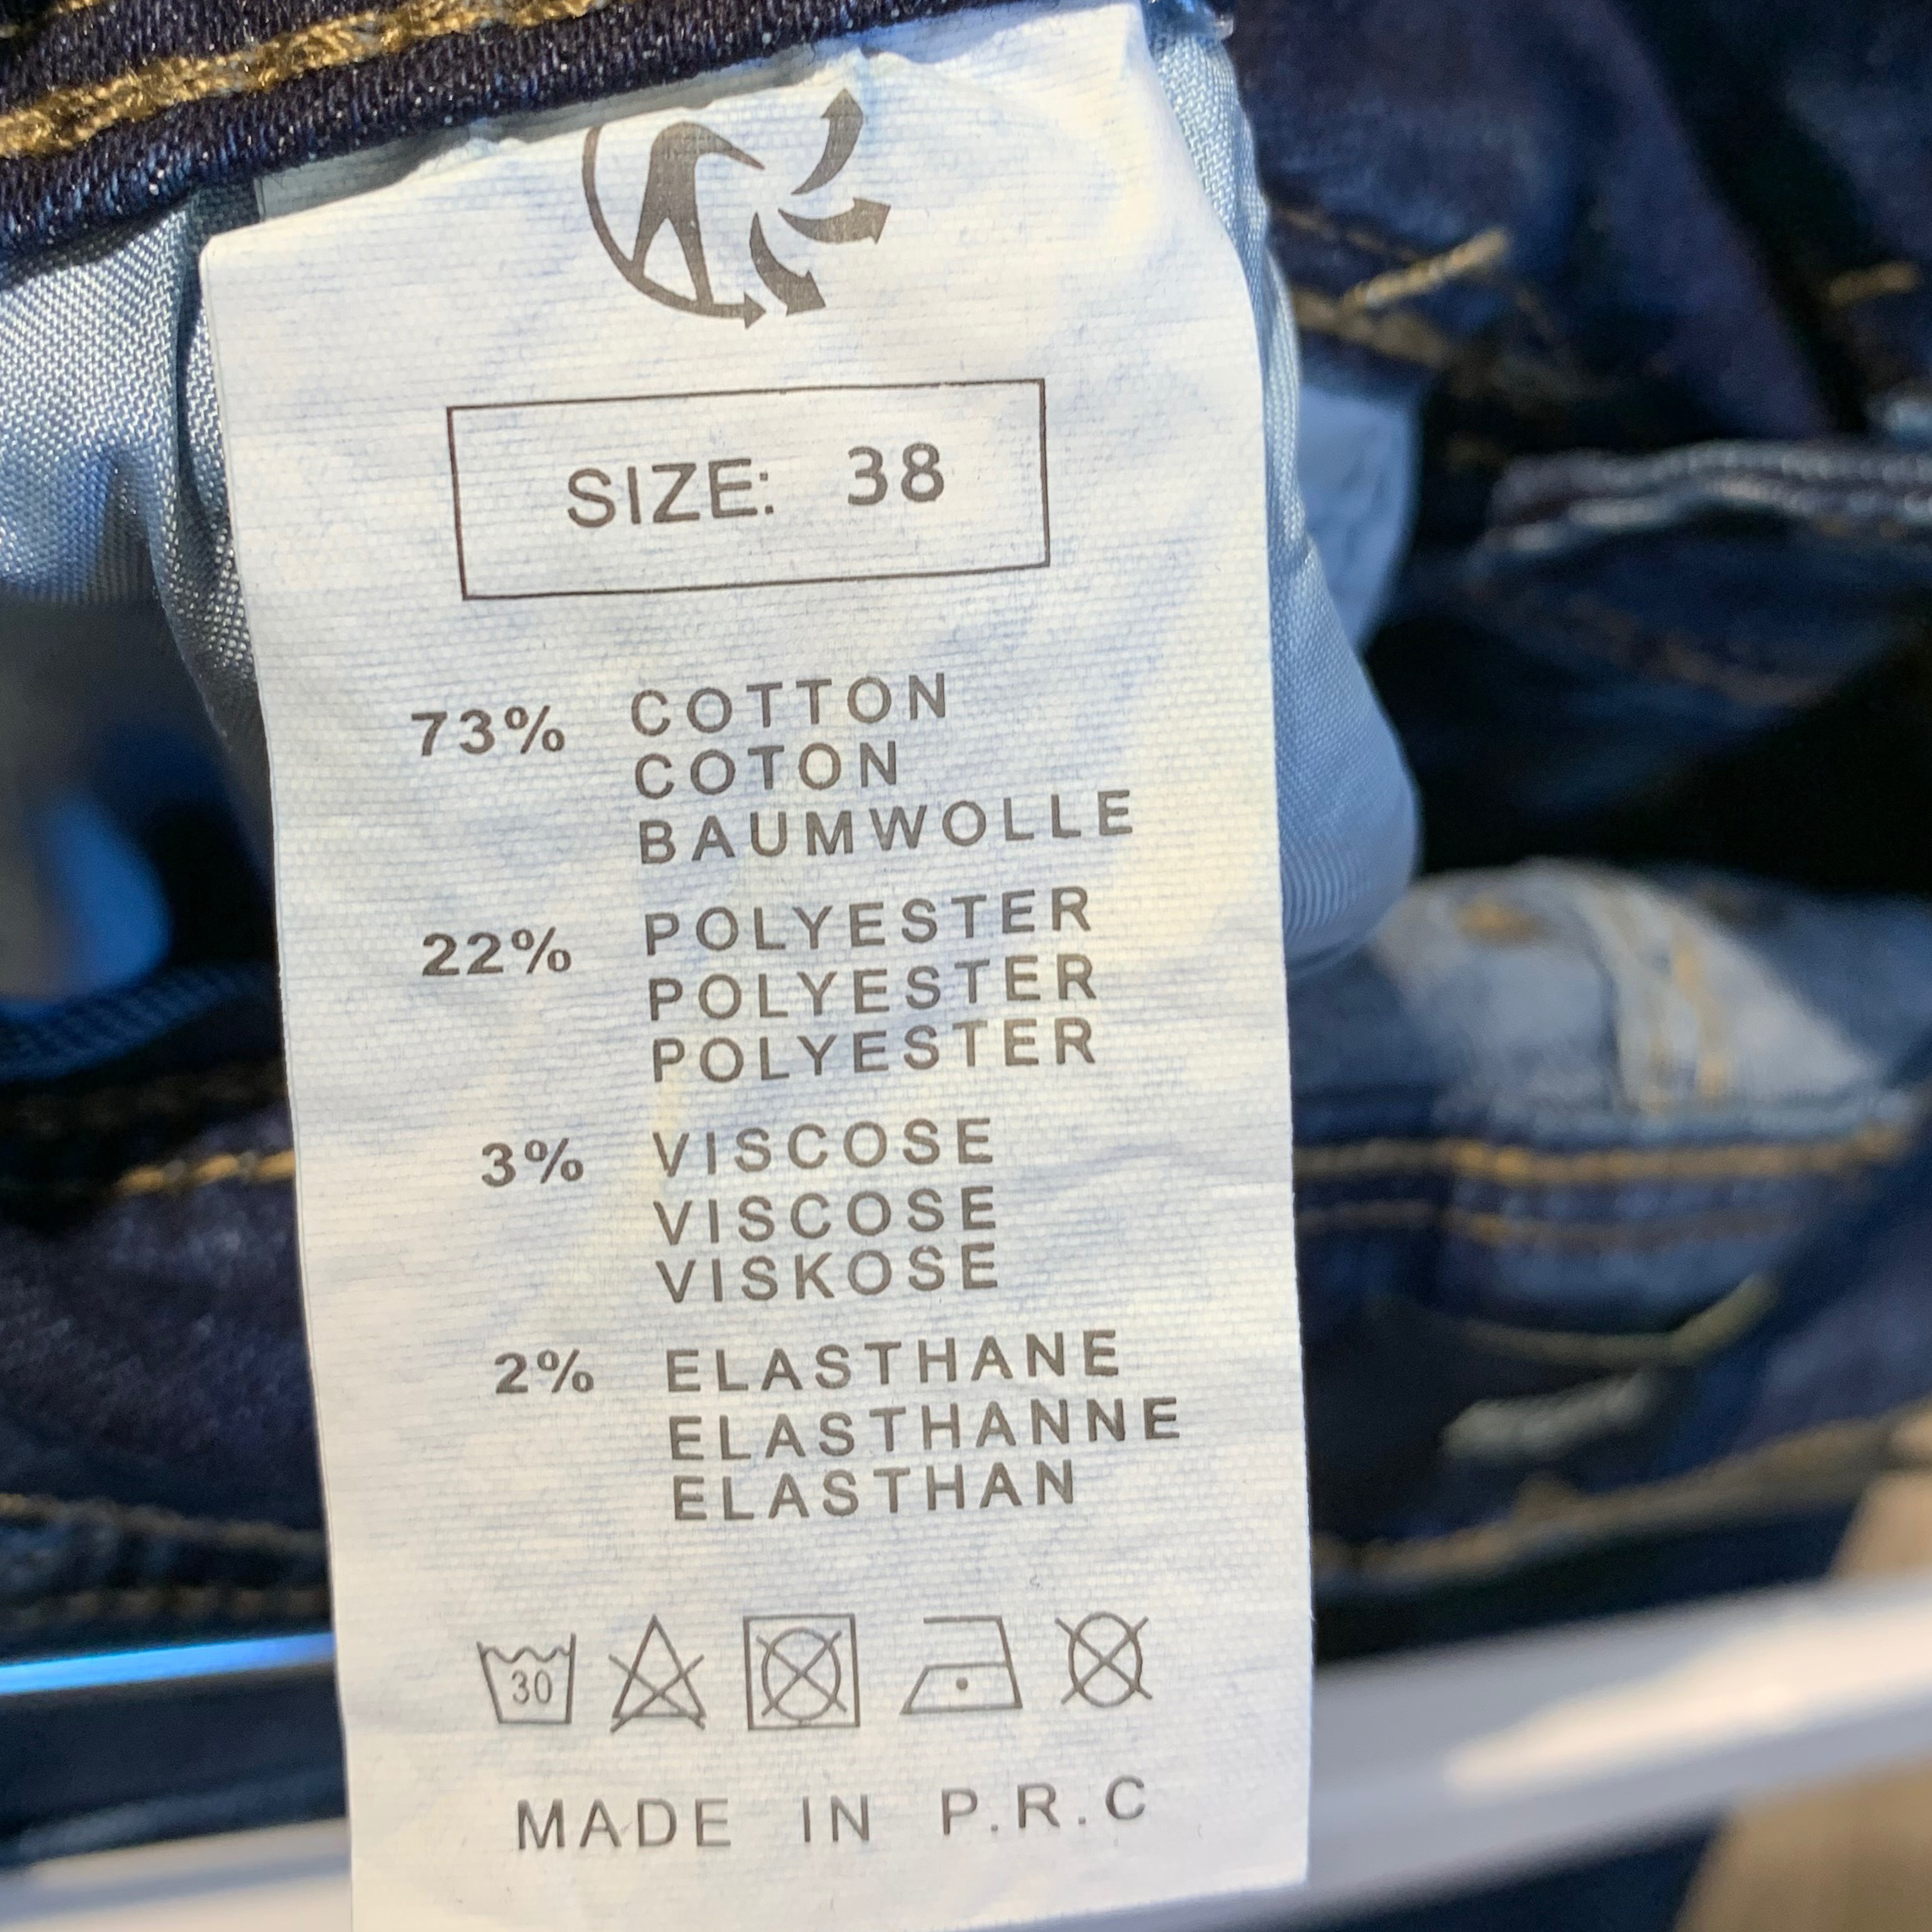 SIZE: 38
73% COTTON
COTON
BAUMWOLLE
22% POLYESTER
POLYESTER
POLYESTER
3% VISCOSE
VISCOSE
VISKOSE
2% ELASTHANE
ELASTHANNE
ELASTHAN
30
MADE IN P.R.C